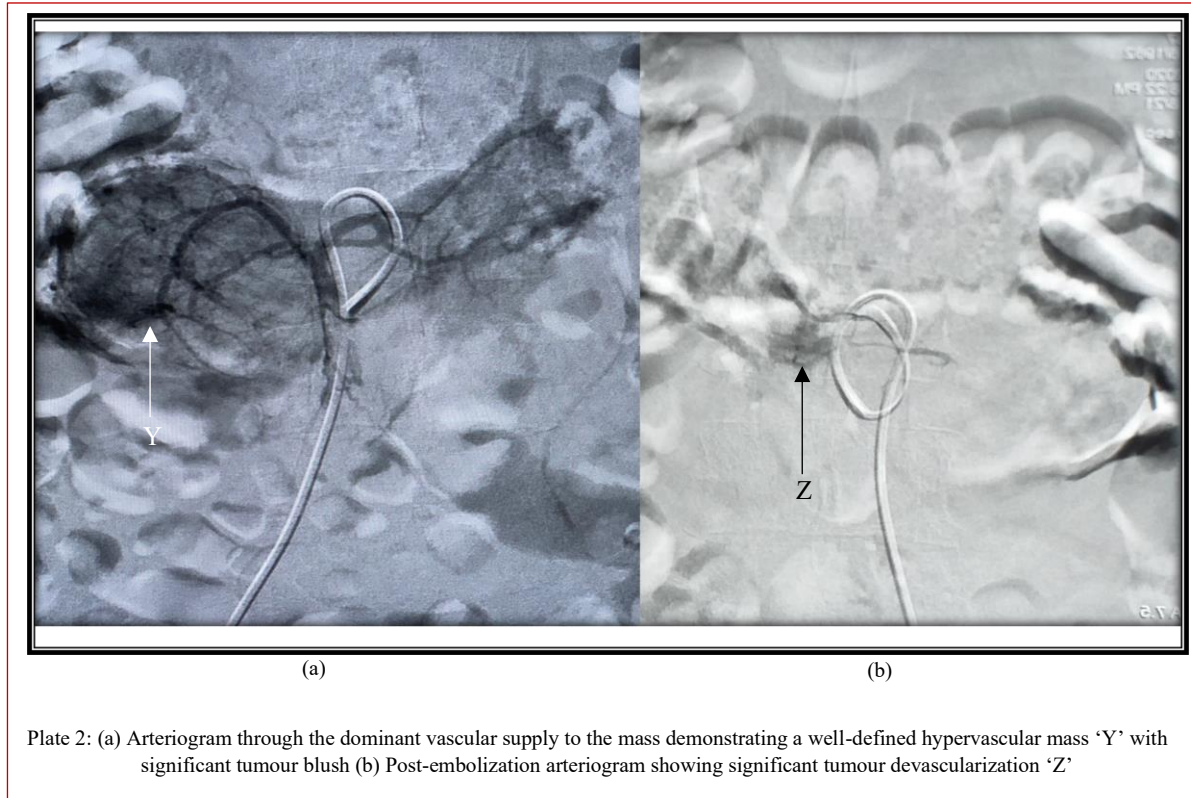 Y
Z
(a)
(b)
Plate 2: (a) Arteriogram through the dominant vascular supply to the mass demonstrating a well-defined hypervascular mass ‘Y’ with
significant tumour blush (b) Post-embolization arteriogram showing significant tumour devascularization ‘Z’